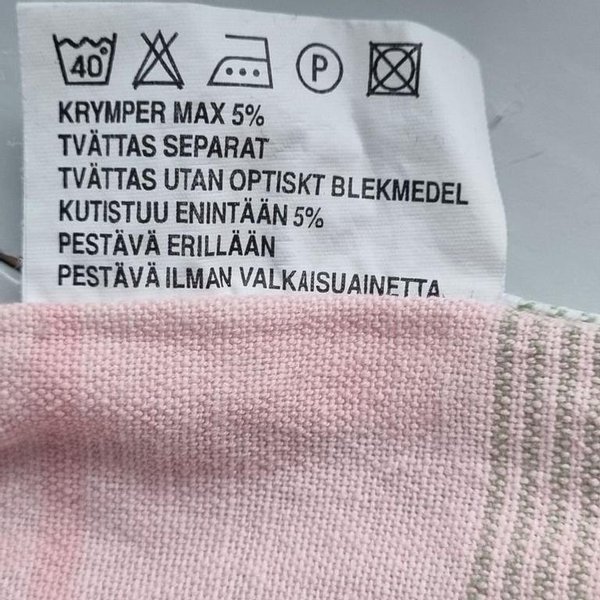 40° P
KRYMPER MAX 5%
TVÄTTAS SEPARAT
TVÄTTAS UTAN OPTISKT BLEKMEDEL
KUTISTUU ENINTÄÄN 5%
PESTÄVÄ ERILLÄÄN
PESTÄVÄ ILMAN VALKAISUAINETTA